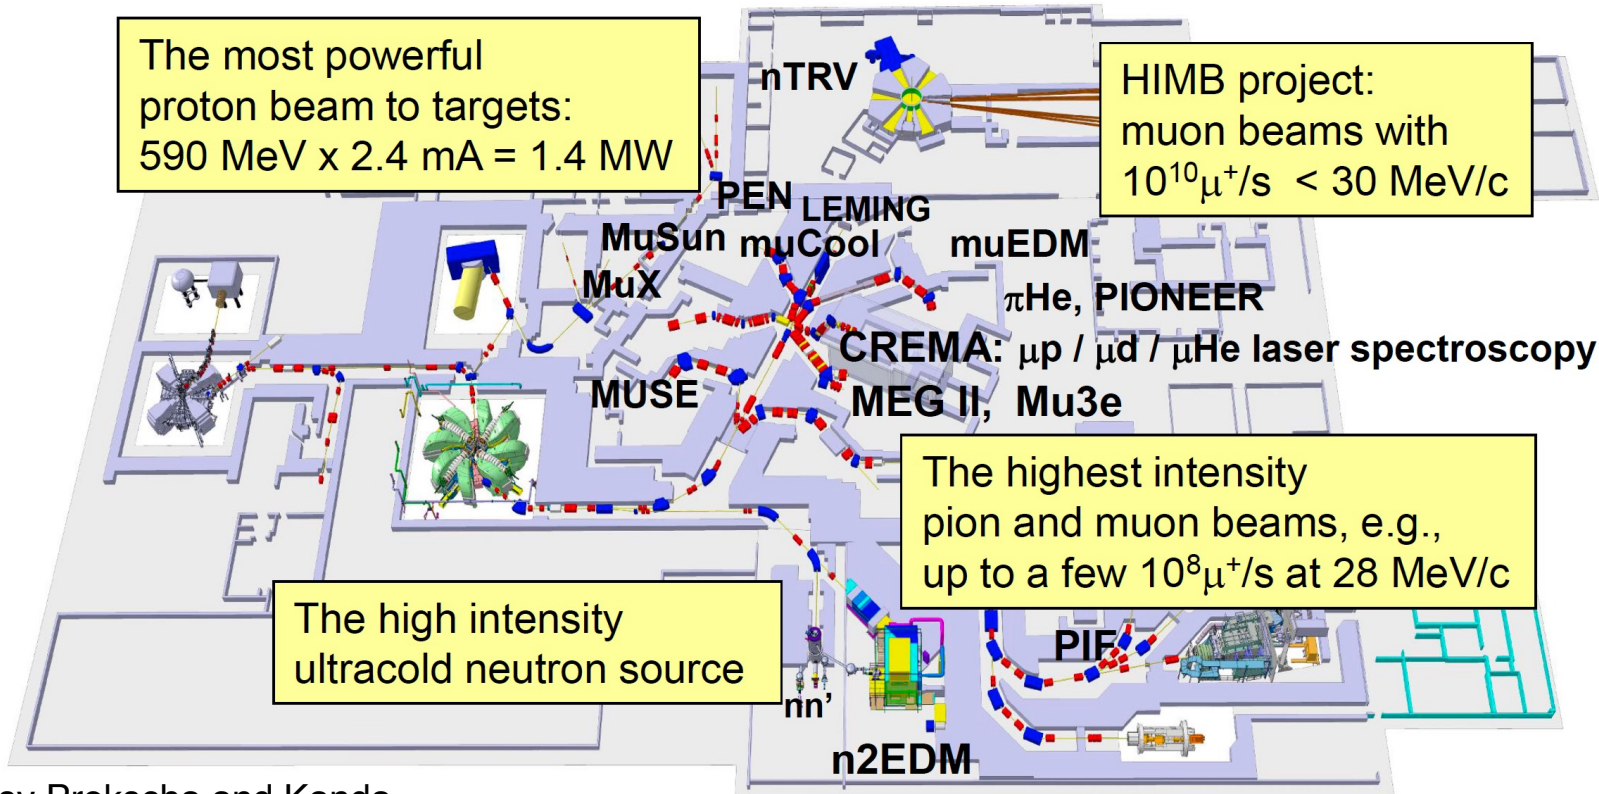 The most powerful
proton beam to targets:
590 MeV x 2.4 mA = 1.4 MW
nTRV
HIMB project:
muon beams with
10¹⁰μ⁺/s < 30 MeV/c
PEN
LEMING
MuSun
muCool
muEDM
MuX
πHe, PIONEER
CREMA: μp / μd / μHe laser spectroscopy
MUSE
MEG II, Mu3e
The highest intensity
pion and muon beams, e.g.,
up to a few 10⁸μ⁺/s at 28 MeV/c
The high intensity
ultracold neutron source
PIF
nn’
n2EDM